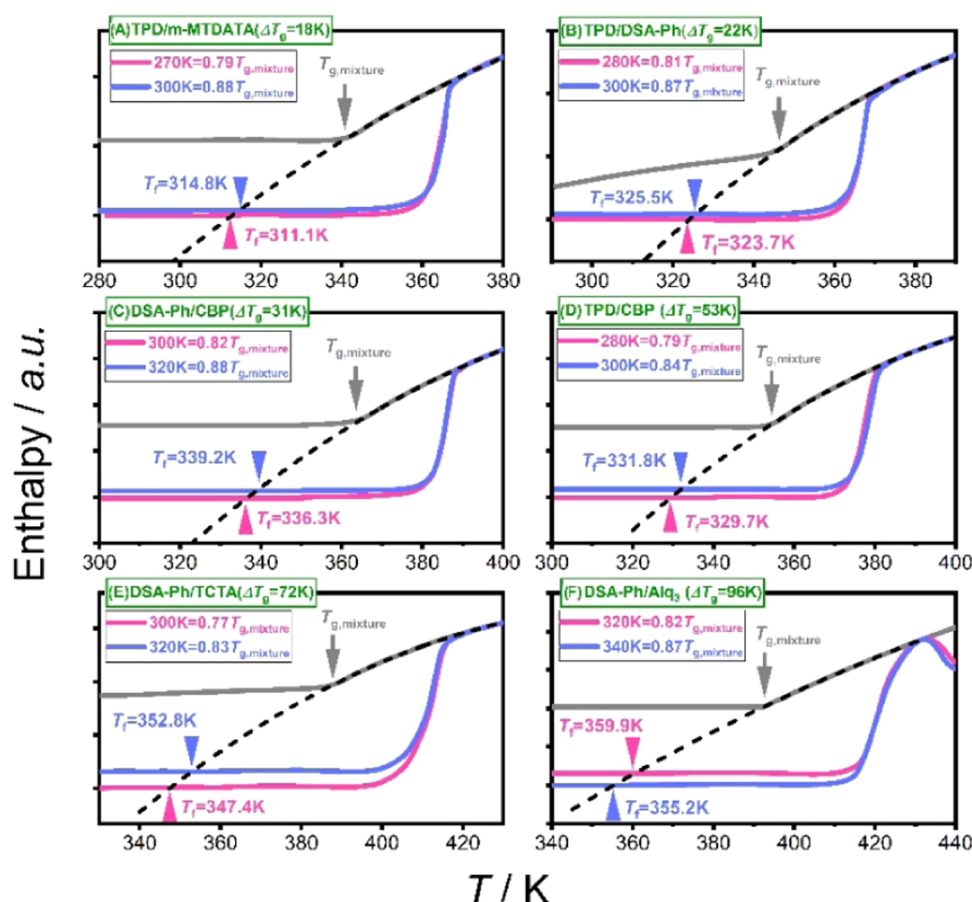 Enthalpy / a.u.
(A)TPD/m-MTDATA(ΔTg=18K)
270K=0.79Tg,mixture
300K=0.88Tg,mixture
Tg,mixture
Tf=314.8K
Tf=311.1K
280 300 320 340 360 380
(B) TPD/DSA-Ph(ΔTg=22K)
280K=0.81Tg,mixture
300K=0.87Tg,mixture
Tg,mixture
Tf=325.5K
Tf=323.7K
300 320 340 360 380
(C) DSA-Ph/CBP(ΔTg=31K)
300K=0.82Tg,mixture
320K=0.88Tg,mixture
Tg,mixture
Tf=339.2K
Tf=336.3K
300 320 340 360 380 400
(D) TPD/CBP (ΔTg=53K)
280K=0.79Tg,mixture
300K=0.84Tg,mixture
Tg,mixture
Tf=331.8K
Tf=329.7K
300 320 340 360 380 400
(E)DSA-Ph/TCTA(ΔTg=72K)
300K=0.77Tg,mixture
320K=0.83Tg,mixture
Tg,mixture
Tf=352.8K
Tf=347.4K
340 360 380 400 420
(F) DSA-Ph/Alq3 (ΔTg=96K)
320K=0.82Tg,mixture
340K=0.87Tg,mixture
Tg,mixture
Tf=359.9K
Tf=355.2K
340 360 380 400 420 440
T / K